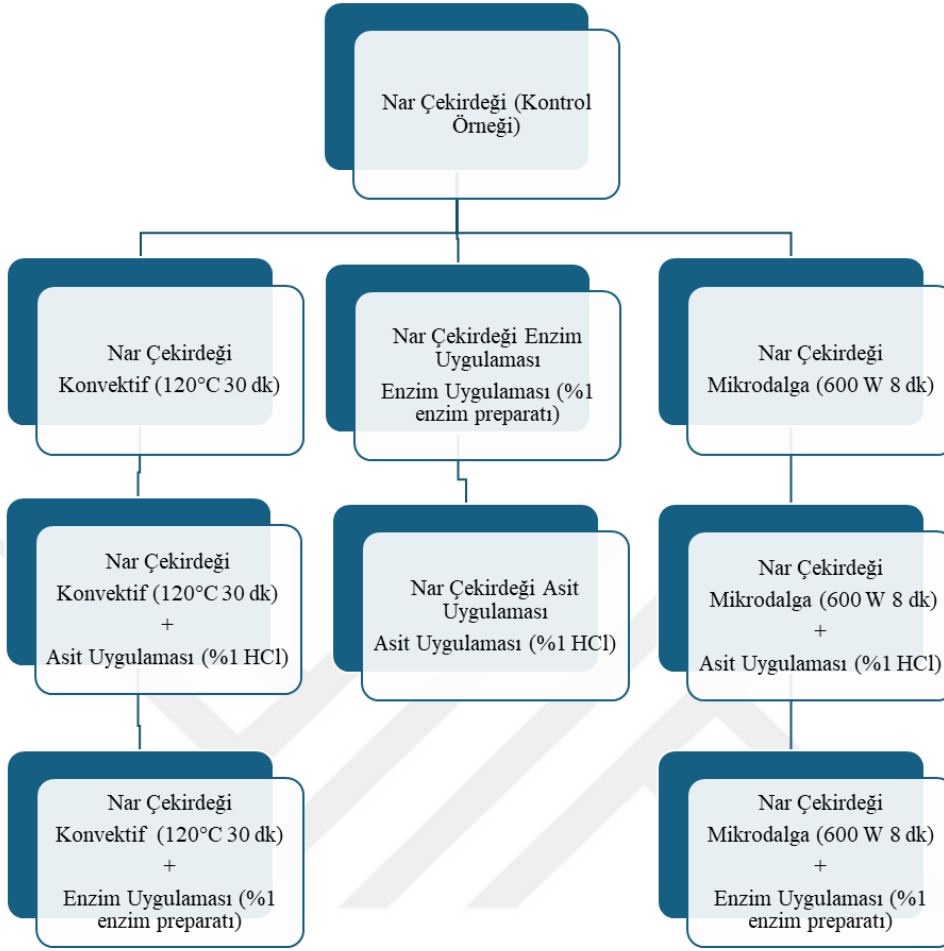 Nar Çekirdeği (Kontrol
Örneği)
Nar Çekirdeği
Konvektif (120°C 30 dk)
Nar Çekirdeği Enzim
Uygulaması
Enzim Uygulaması (%1
enzim preparatı)
Nar Çekirdeği
Mikrodalga (600 W 8 dk)
Nar Çekirdeği
Konvektif (120°C 30 dk)
+
Asit Uygulaması (%1 HCl)
Nar Çekirdeği Asit
Uygulaması
Asit Uygulaması (%1 HCl)
Nar Çekirdeği
Mikrodalga (600 W 8 dk)
+
Asit Uygulaması (%1 HCl)
Nar Çekirdeği
Konvektif (120°C 30 dk)
+
Enzim Uygulaması (%1
enzim preparatı)
Nar Çekirdeği
Mikrodalga (600 W 8 dk)
+
Enzim Uygulaması (%1
enzim preparatı)